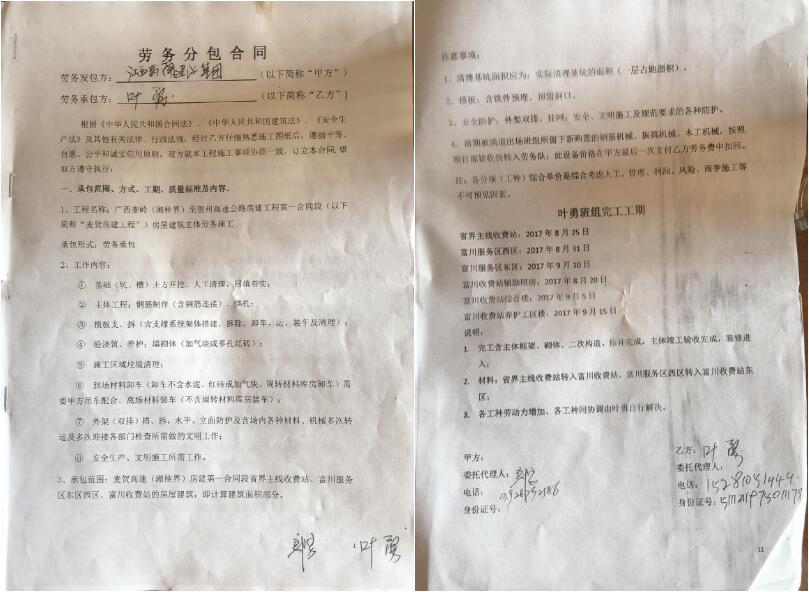 劳务分包合同
劳务发包方：集团（以下简称“甲方”）
劳务承包方：叶勇（以下简称“乙方”）
根据《中华人民共和国合同法》、《中华人民共和国建筑法》、《安全生
产法》及其他有关法律、行政法规，经乙方仔细熟悉施工图纸后，遵循平等、
自愿、公平和诚实信用原则，双方就本工程施工事项协商一致，订立本合同，望
双方遵守执行：
一、承包范围、方式、工期、质量标准及内容。
1、工程名称：广西麦岭（湘桂界）至贺州高速公路房建工程第一合同段（以下
简称“麦贺房建工程”）房屋建筑主体劳务施工
承包形式：劳务承包
2、工作内容：
① 基础（坑、槽）土方开挖、人工清理、回填夯实；
② 主体工程：钢筋制作（含钢筋连接）、绑扎；
③ 模板支、拆（含支撑系统架体搭建、拆除、卸车、运、装车及清理）；
④ 砼浇筑、养护；墙砌体（加气块或多孔红砖）；
⑤ 施工区域垃圾清理；
⑥ 到场材料卸车（卸车不含水泥、红砖或加气块、周转材料库房卸车）需
要甲方吊车配合、离场材料装车（不含周转材料库房装车）；
⑦ 外架（双排）搭、拆，水平、立面防护及含场内各种材料、机械多次转
运及多次迎接各部门检查所需做的文明工作；
⑪ 安全生产、文明施工所需工作。
3、承包范围：麦贺高速（湘桂界）房建第一合同段省界主线收费站、富川服务
区东区西区、富川收费站的房屋建筑，即计算建筑面积部分。
叶勇
注意事项：
1、清理基坑面积应为：实际清理基坑的面积（一层占地面积）。
2、模板：含铁件预埋、预留洞口。
3、安全防护：外架双排、挂网；安全、文明施工及规范要求的各种防护。
4、前期被清退出场班组所留下新购置的钢筋机械、振捣机械、木工机械，按照
项目部接收价转入劳务队；此设备价格在甲方最后一次支付乙方劳务费中扣回。
注：各分项（工种）综合单价是综合考虑人工、管理、利润、风险、雨季施工等
不可预见因素。
叶勇班组完工工期
省界主线收费站：2017年8月25日
富川服务区西区：2017年8月31日
富川服务区东区：2017年9月10日
富川收费站辅助用房：2017年8月20日
富川收费站综合楼：2017年9月5日
富川收费站养护工区楼：2017年9月15日
说明：
1. 完工含主体框架、砌体、二次构造、修补完成，主体竣工验收完成，装修进
入；
2. 材料：省界主线收费站转入富川收费站，富川服务区西区转入富川收费站东
区；
3. 各工种劳动力增加、各工种间协调由叶勇自行解决。
甲方：
委托代理人：
电话：
身份证号：
乙方：叶勇
委托代理人：
电话：15281051444
身份证号：
11